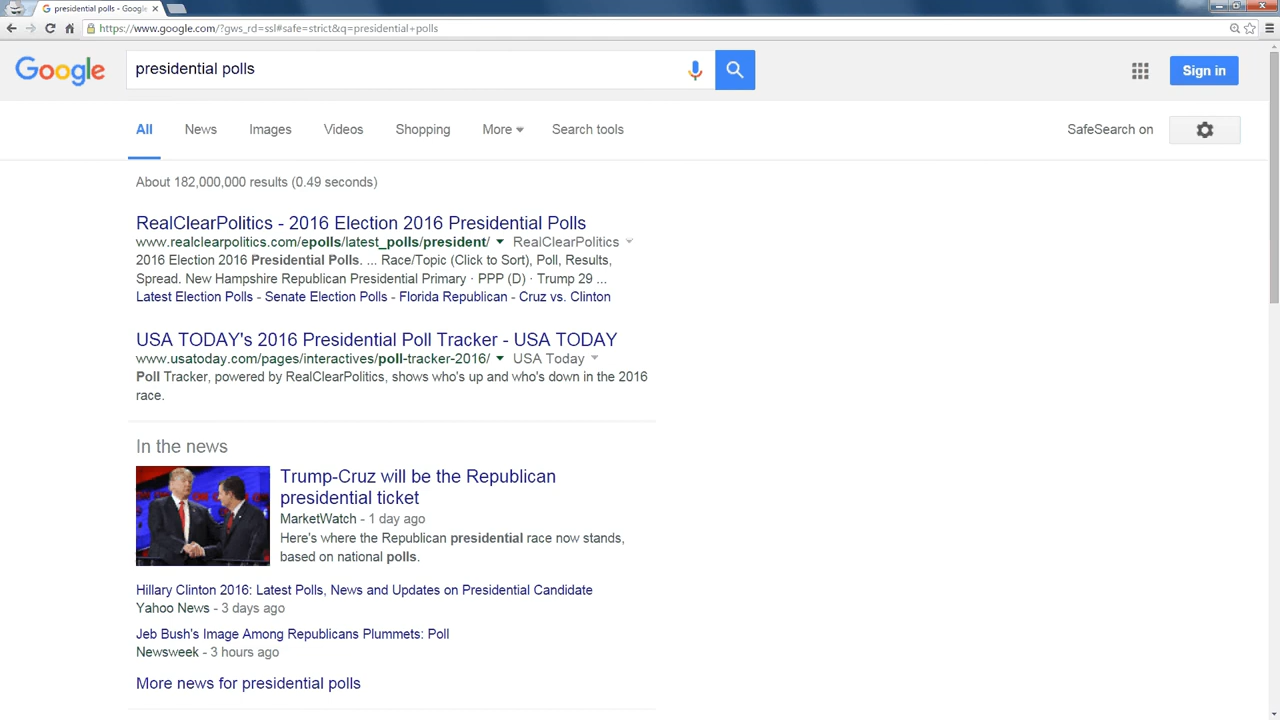 presidential polls - Googl
https://www.google.com/?gws_rd=ssl#safe=strict&q=presidential+polls
Google
presidential polls
Sign in
All News Images Videos Shopping More Search tools
SafeSearch on
About 182,000,000 results (0.49 seconds)
RealClearPolitics - 2016 Election 2016 Presidential Polls
www.realclearpolitics.com/epolls/latest_polls/president/ RealClearPolitics
2016 Election 2016 Presidential Polls. ... Race/Topic (Click to Sort), Poll, Results,
Spread. New Hampshire Republican Presidential Primary · PPP (D) · Trump 29 ...
Latest Election Polls - Senate Election Polls - Florida Republican - Cruz vs. Clinton
USA TODAY's 2016 Presidential Poll Tracker - USA TODAY
www.usatoday.com/pages/interactives/poll-tracker-2016/ USA Today
Poll Tracker, powered by RealClearPolitics, shows who's up and who's down in the 2016
race.
In the news
Trump-Cruz will be the Republican
presidential ticket
MarketWatch - 1 day ago
Here's where the Republican presidential race now stands,
based on national polls.
Hillary Clinton 2016: Latest Polls, News and Updates on Presidential Candidate
Yahoo News - 3 days ago
Jeb Bush's Image Among Republicans Plummets: Poll
Newsweek - 3 hours ago
More news for presidential polls